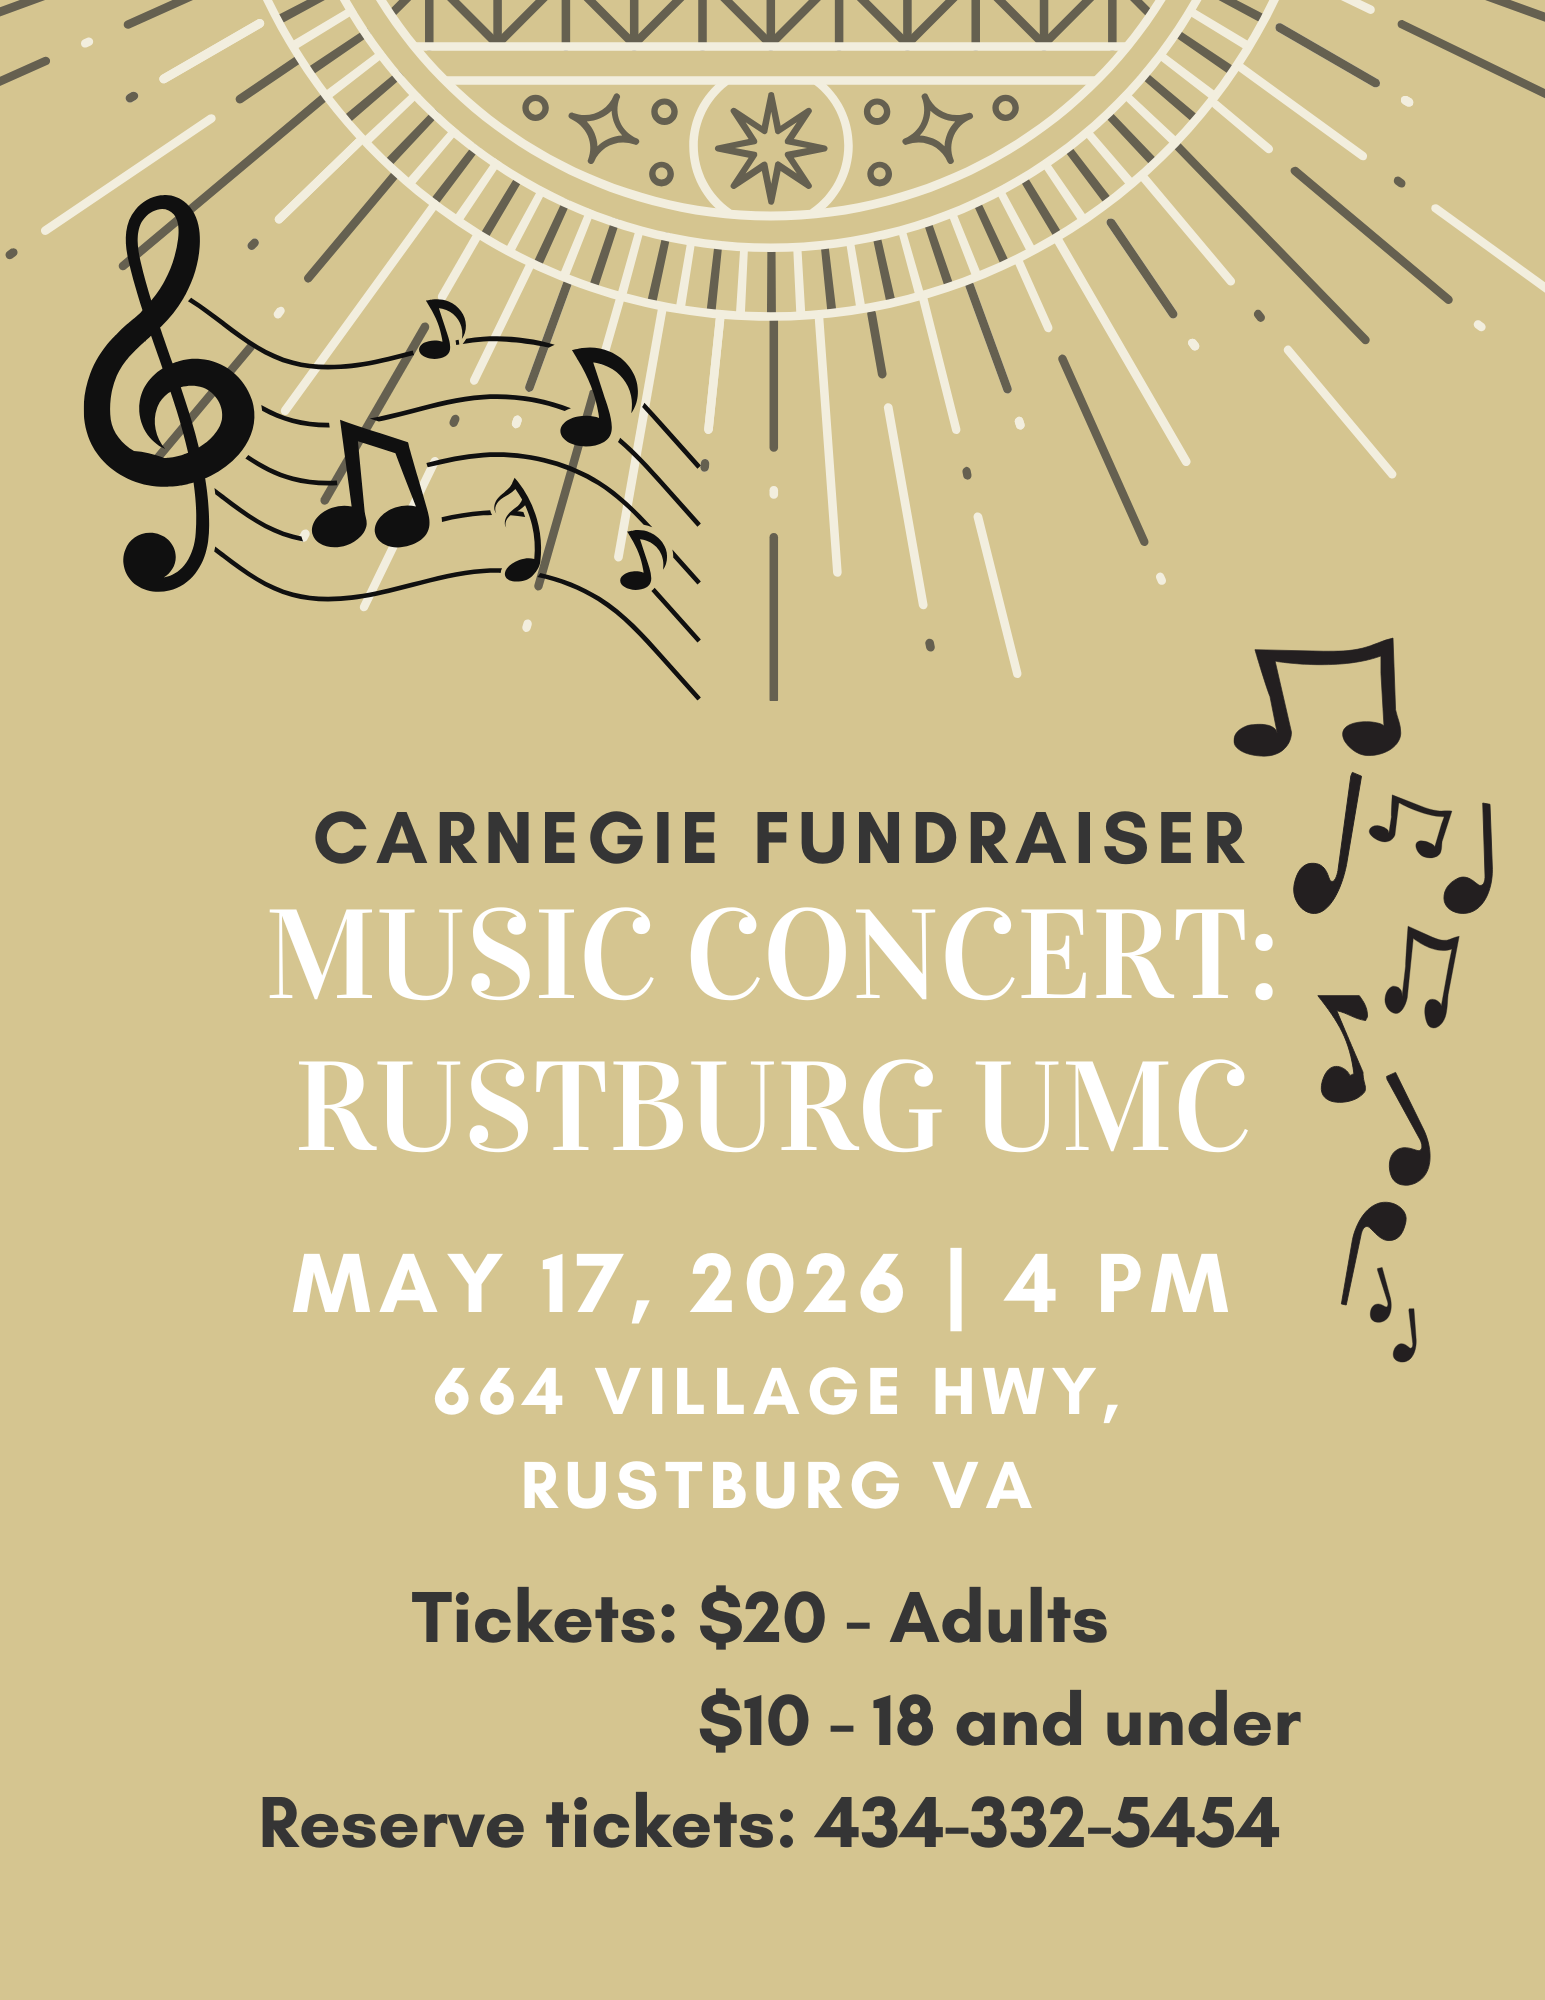 CARNEGIE FUNDRAISER
MUSIC CONCERT:
RUSTBURG UMC
MAY 17, 2026 | 4 PM
664 VILLAGE HWY,
RUSTBURG VA
Tickets: $20 - Adults
$10 - 18 and under
Reserve tickets: 434-332-5454